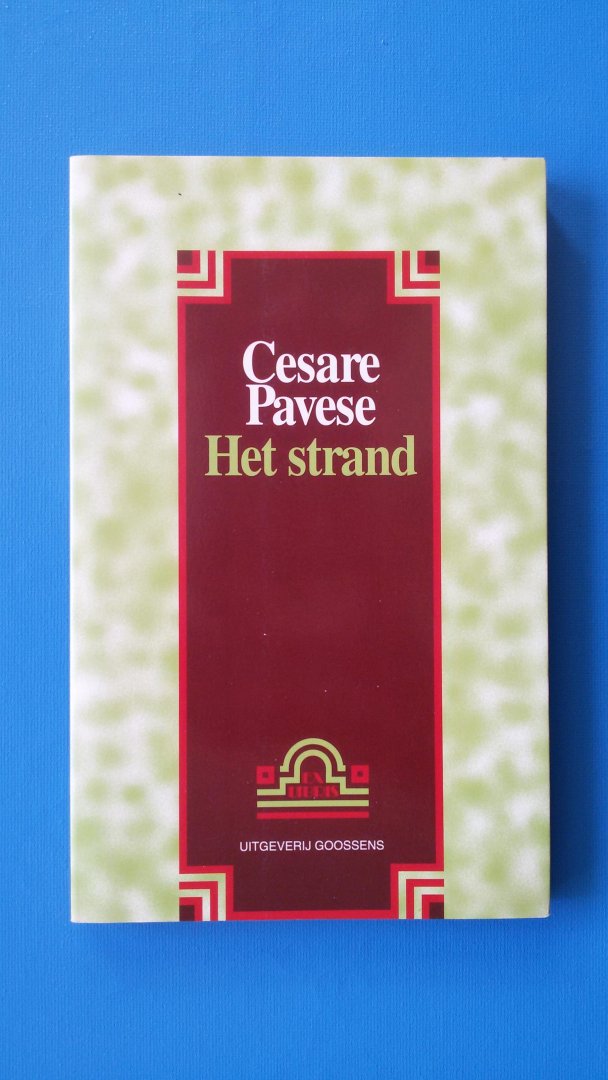 Cesare
Pavese
Het strand
EX
LIBRIS
UITGEVERIJ GOOSSENS